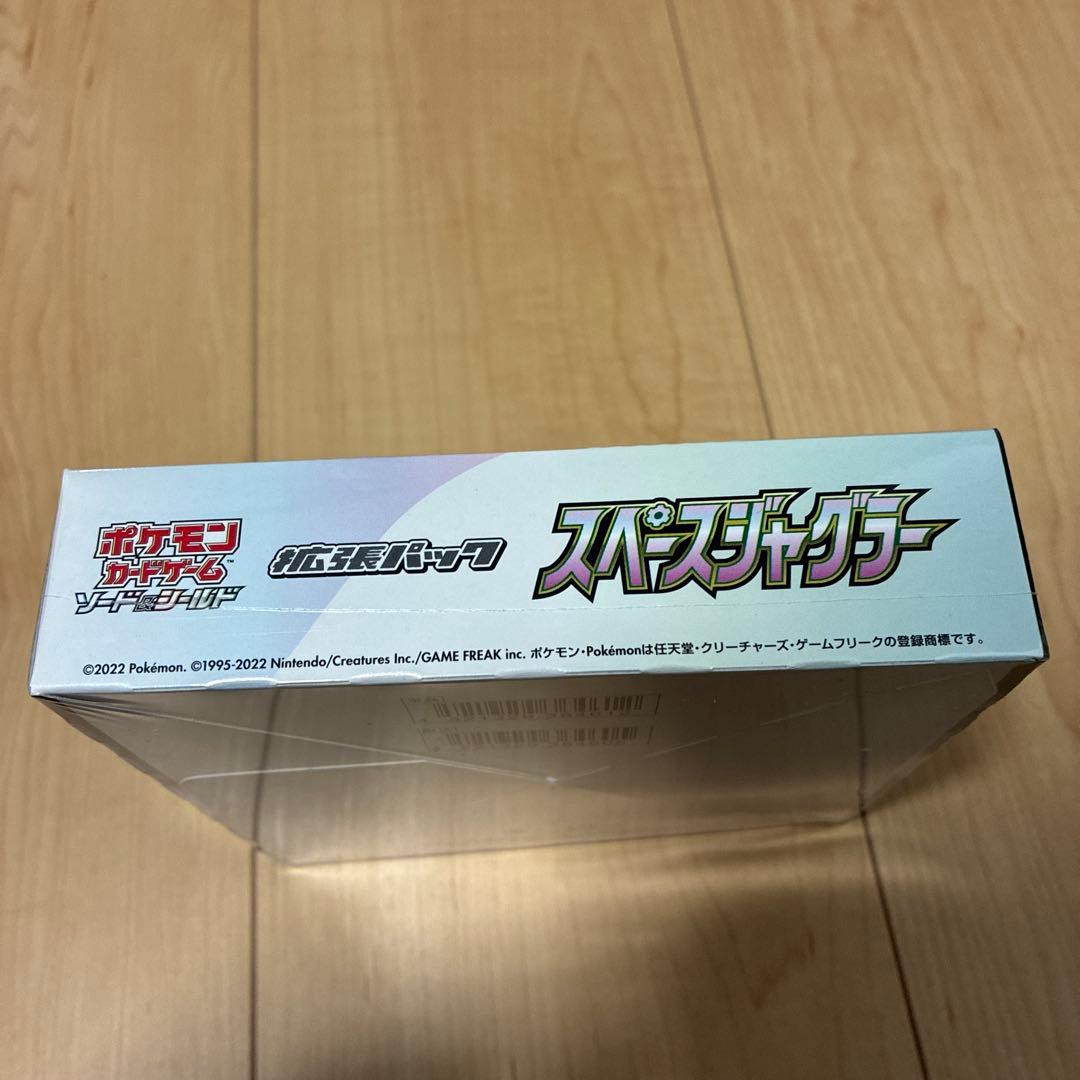 ポケモン
カードゲーム™
ソード&シールド
拡張パック
スペースジャグラー
©2022 Pokémon. ©1995-2022 Nintendo/Creatures Inc./GAME FREAK inc. ポケモン・Pokémonは任天堂・クリーチャーズ・ゲームフリークの登録商標です。